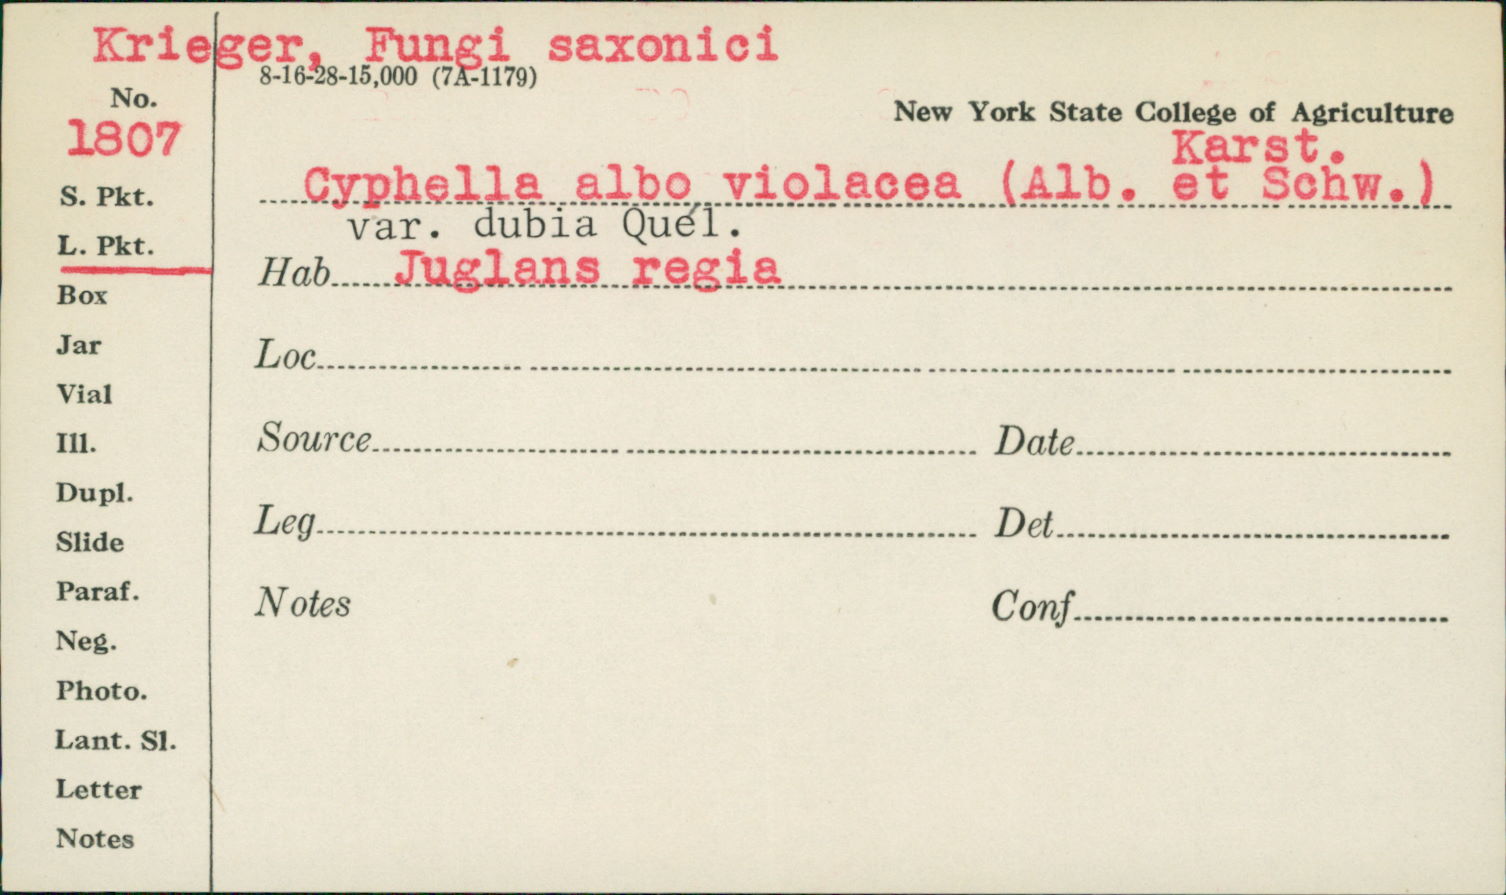 Krieger, Fungi saxonici
8-16-28-15,000 (7A-1179)
No.
1807
New York State College of Agriculture
Karst.
Cyphella albo violacea (Alb. et Schw.)
var. dubia Quél.
S. Pkt.
L. Pkt.
Hab. Juglans regia
Box
Jar
Loc.
Vial
Ill.
Source
Date
Dupl.
Slide
Leg
Det
Paraf.
Notes
Conf
Neg.
Photo.
Lant. Sl.
Letter
Notes